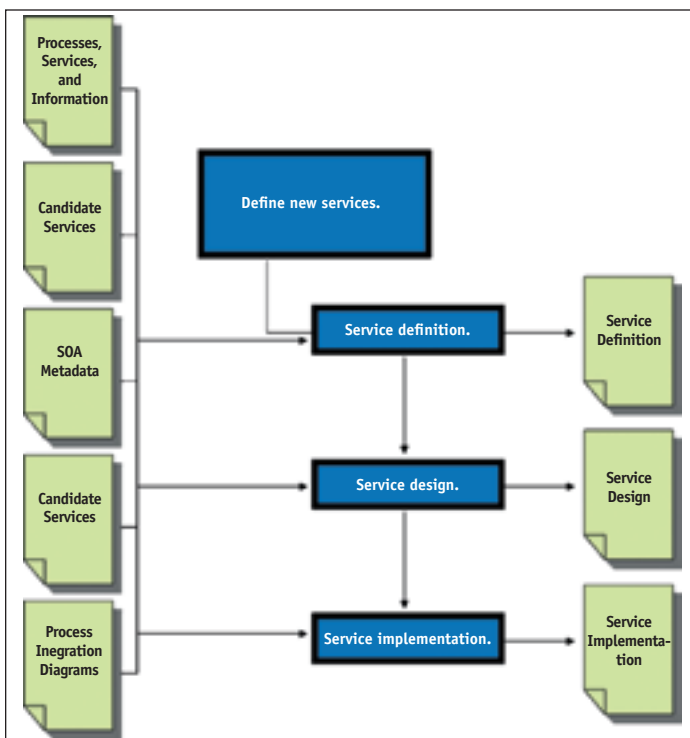 Processes,
Services,
and
Information
Candidate
Services
SOA
Metadata
Candidate
Services
Process
Inegration
Diagrams
Define new services.
Service definition.
Service design.
Service implementation.
Service
Definition
Service
Design
Service
Implementa-
tion